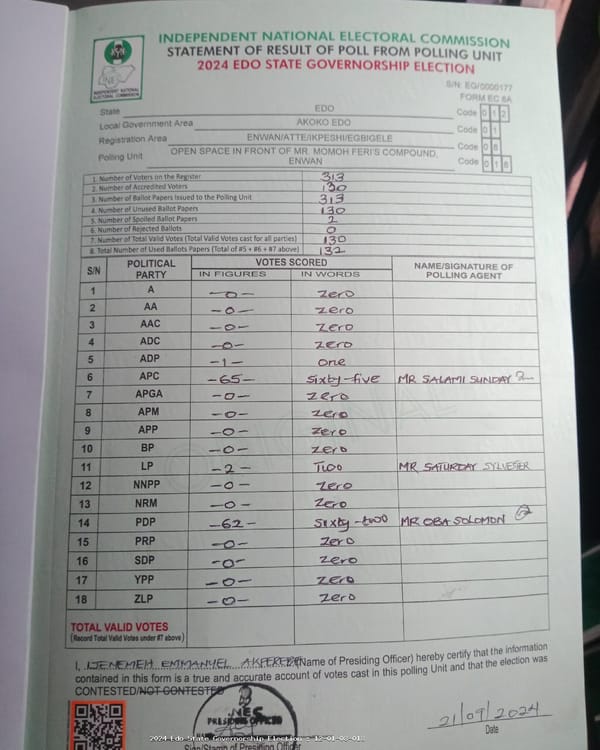 INDEPENDENT NATIONAL ELECTORAL COMMISSION
STATEMENT OF RESULT OF POLL FROM POLLING UNIT
2024 EDO STATE GOVERNORSHIP ELECTION
INDEPENDENT NATIONAL ELECTORAL COMMISSION
S/N: EG/0000177
FORM EC 8A
State EDO Code 0 1 2
Local Government Area AKOKO EDO Code 0 1
Registration Area ENWAN/ATTE/IKPESHI/EGBIGELE Code 0 8
Polling Unit OPEN SPACE IN FRONT OF MR. MOMOH FERI'S COMPOUND, ENWAN Code 0 1 8
1. Number of Voters on the Register 313
2. Number of Accredited Voters 130
3. Number of Ballot Papers Issued to the Polling Unit 313
4. Number of Unused Ballot Papers 130
5. Number of Spoiled Ballot Papers 2
6. Number of Rejected Ballots 0
7. Number of Total Valid Votes (Total Valid Votes cast for all parties) 130
8. Total Number of Used Ballots Papers (Total of #5 + #6 + #7 above) 132
S/N POLITICAL PARTY VOTES SCORED NAME/SIGNATURE OF POLLING AGENT
IN FIGURES IN WORDS
1 A -0- zero
2 AA -0- zero
3 AAC -0- zero
4 ADC -0- zero
5 ADP -1- one
6 APC -65- sixty-five MR SALAMI SUNDAY
7 APGA -0- zero
8 APM -0- zero
9 APP -0- zero
10 BP -0- zero
11 LP -2- Two MR SATURDAY SYLVESTER
12 NNPP -0- zero
13 NRM -0- zero
14 PDP -62- sixty-two MR OBA SOLOMON
15 PRP -0- zero
16 SDP -0- zero
17 YPP -0- zero
18 ZLP -0- zero
TOTAL VALID VOTES
(Record Total Valid Votes under #7 above)
I, IJENEMEH EMMANUEL (Name of Presiding Officer) hereby certify that the information
contained in this form is a true and accurate account of votes cast in this polling Unit and that the election was
CONTESTED/NOT CONTESTED
PRESIDING OFFICER
21/09/2024
Date
2024 Edo State Governorship Election - 12-01-08-018
Sign/Stamp of Presiding Officer